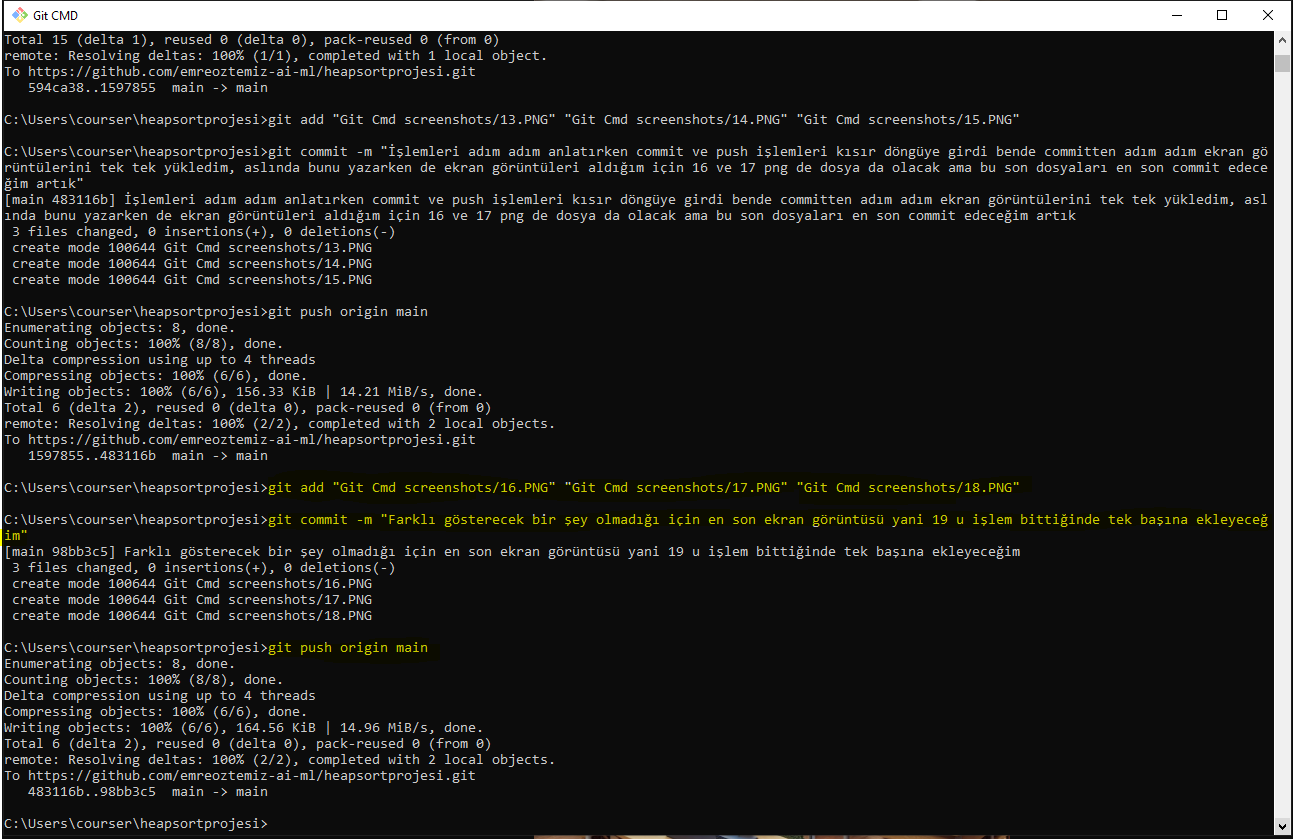 Git CMD
Total 15 (delta 1), reused 0 (delta 0), pack-reused 0 (from 0)
remote: Resolving deltas: 100% (1/1), completed with 1 local object.
To https://github.com/emreoztemiz-ai-ml/heapsortprojesi.git
   594ca38..1597855  main -> main
C:\Users\courser\heapsortprojesi>git add "Git Cmd screenshots/13.PNG" "Git Cmd screenshots/14.PNG" "Git Cmd screenshots/15.PNG"
C:\Users\courser\heapsortprojesi>git commit -m "İşlemleri adım adım anlatırken commit ve push işlemleri kısır döngüye girdi bende committen adım adım ekran gö
rüntülerini tek tek yükledim, aslında bunu yazarken de ekran görüntüleri aldığım için 16 ve 17 png de dosya da olacak ama bu son dosyaları en son commit edece
ğim artık"
[main 483116b] İşlemleri adım adım anlatırken commit ve push işlemleri kısır döngüye girdi bende committen adım adım ekran görüntülerini tek tek yükledim, asl
ında bunu yazarken de ekran görüntüleri aldığım için 16 ve 17 png de dosya da olacak ama bu son dosyaları en son commit edeceğim artık
 3 files changed, 0 insertions(+), 0 deletions(-)
 create mode 100644 Git Cmd screenshots/13.PNG
 create mode 100644 Git Cmd screenshots/14.PNG
 create mode 100644 Git Cmd screenshots/15.PNG
C:\Users\courser\heapsortprojesi>git push origin main
Enumerating objects: 8, done.
Counting objects: 100% (8/8), done.
Delta compression using up to 4 threads
Compressing objects: 100% (6/6), done.
Writing objects: 100% (6/6), 156.33 KiB | 14.21 MiB/s, done.
Total 6 (delta 2), reused 0 (delta 0), pack-reused 0 (from 0)
remote: Resolving deltas: 100% (2/2), completed with 2 local objects.
To https://github.com/emreoztemiz-ai-ml/heapsortprojesi.git
   1597855..483116b  main -> main
C:\Users\courser\heapsortprojesi>git add "Git Cmd screenshots/16.PNG" "Git Cmd screenshots/17.PNG" "Git Cmd screenshots/18.PNG"
C:\Users\courser\heapsortprojesi>git commit -m "Farklı gösterecek bir şey olmadığı için en son ekran görüntüsü yani 19 u işlem bittiğinde tek başına ekleyeceğ
im"
[main 98bb3c5] Farklı gösterecek bir şey olmadığı için en son ekran görüntüsü yani 19 u işlem bittiğinde tek başına ekleyeceğim
 3 files changed, 0 insertions(+), 0 deletions(-)
 create mode 100644 Git Cmd screenshots/16.PNG
 create mode 100644 Git Cmd screenshots/17.PNG
 create mode 100644 Git Cmd screenshots/18.PNG
C:\Users\courser\heapsortprojesi>git push origin main
Enumerating objects: 8, done.
Counting objects: 100% (8/8), done.
Delta compression using up to 4 threads
Compressing objects: 100% (6/6), done.
Writing objects: 100% (6/6), 164.56 KiB | 14.96 MiB/s, done.
Total 6 (delta 2), reused 0 (delta 0), pack-reused 0 (from 0)
remote: Resolving deltas: 100% (2/2), completed with 2 local objects.
To https://github.com/emreoztemiz-ai-ml/heapsortprojesi.git
   483116b..98bb3c5  main -> main
C:\Users\courser\heapsortprojesi>